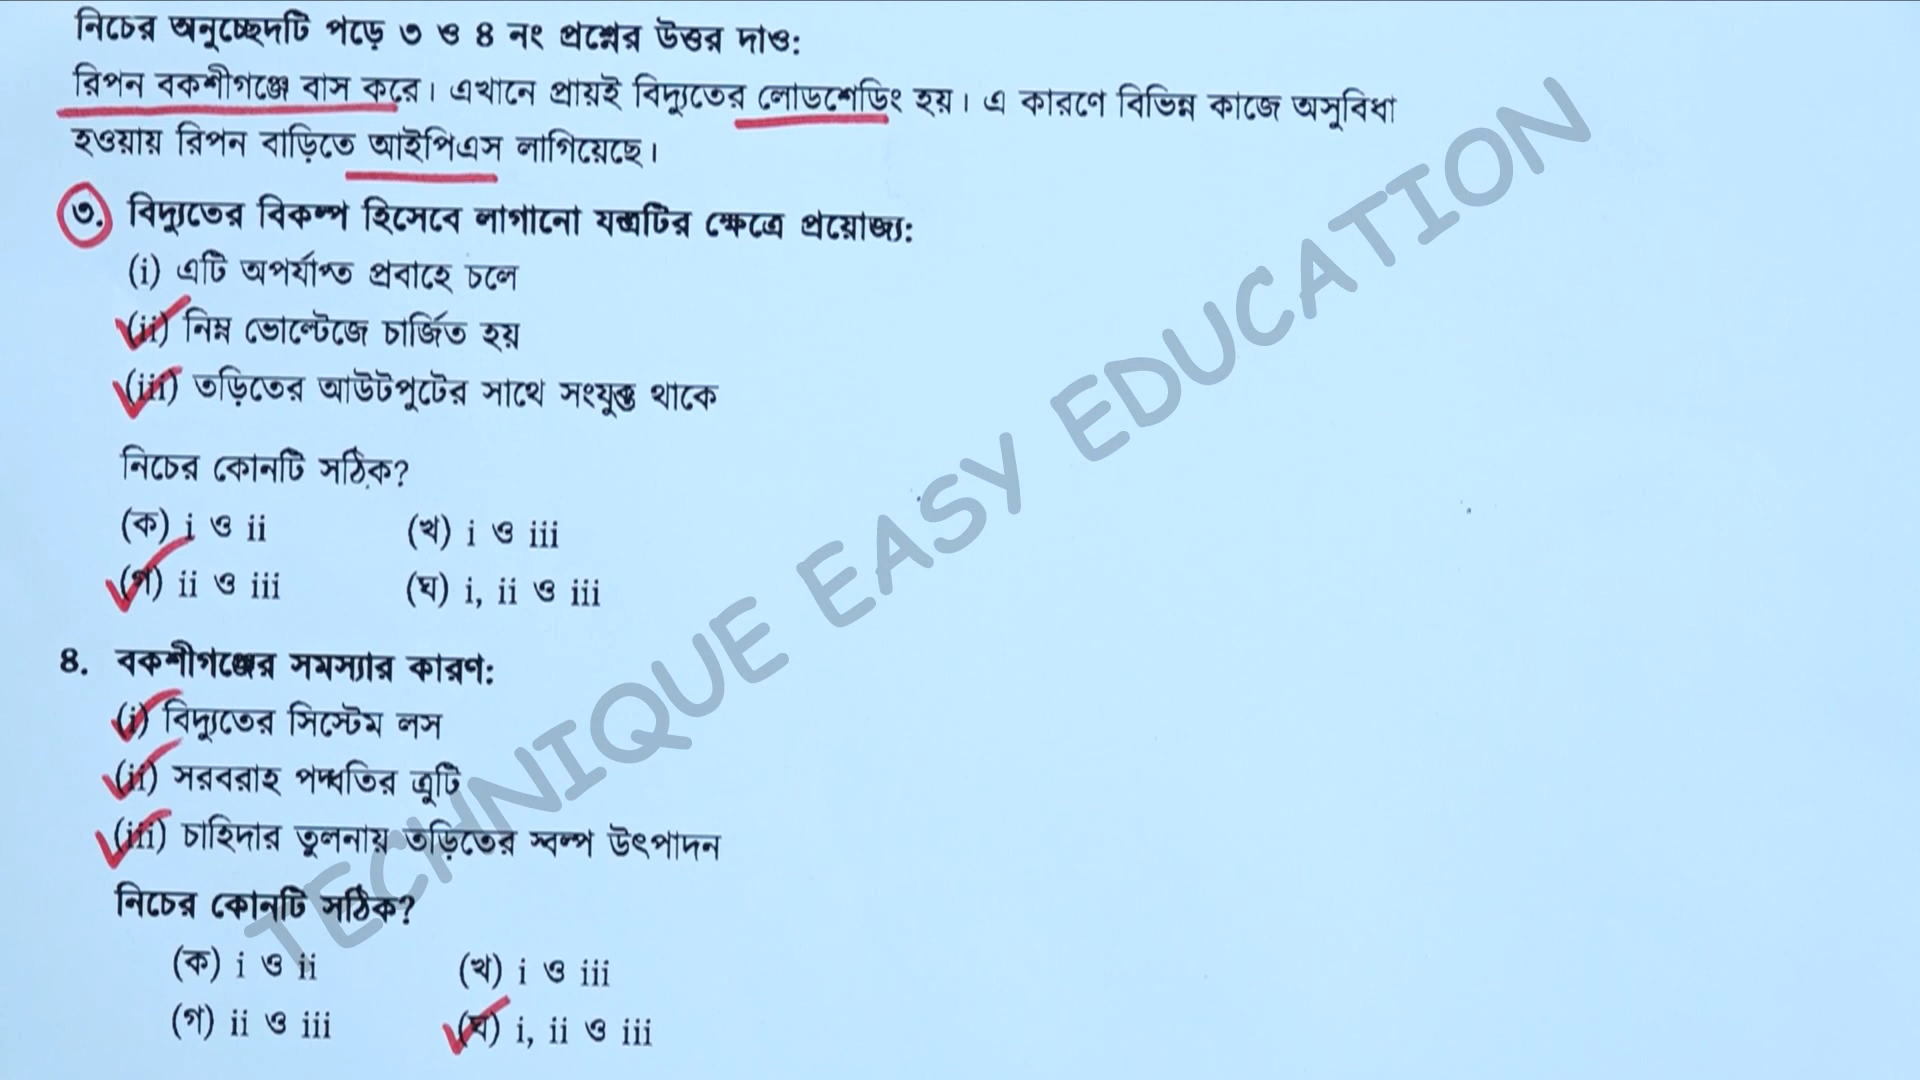 নিচের অনুচ্ছেদটি পড়ে ৩ ও ৪ নং প্রশ্নের উত্তর দাও:
রিপন বকশীগঞ্জে বাস করে। এখানে প্রায়ই বিদ্যুতের লোডশেডিং হয়। এ কারণে বিভিন্ন কাজে অসুবিধা
হওয়ায় রিপন বাড়িতে আইপিএস লাগিয়েছে।
৩. বিদ্যুতের বিকল্প হিসেবে লাগানো যন্ত্রটির ক্ষেত্রে প্রয়োজ্য:
(i) এটি অপর্যাপ্ত প্রবাহে চলে
(ii) নিম্ন ভোল্টেজে চার্জিত হয়
(iii) তড়িতের আউটপুটের সাথে সংযুক্ত থাকে
নিচের কোনটি সঠিক?
(ক) i ও ii (খ) i ও iii
(গ) ii ও iii (ঘ) i, ii ও iii
৪. বকশীগঞ্জের সমস্যার কারণ:
(i) বিদ্যুতের সিস্টেম লস
(ii) সরবরাহ পদ্ধতির ত্রুটি
(iii) চাহিদার তুলনায় তড়িতের স্বল্প উৎপাদন
নিচের কোনটি সঠিক?
(ক) i ও ii (খ) i ও iii
(গ) ii ও iii (ঘ) i, ii ও iii
TECHNIQUE EASY EDUCATION